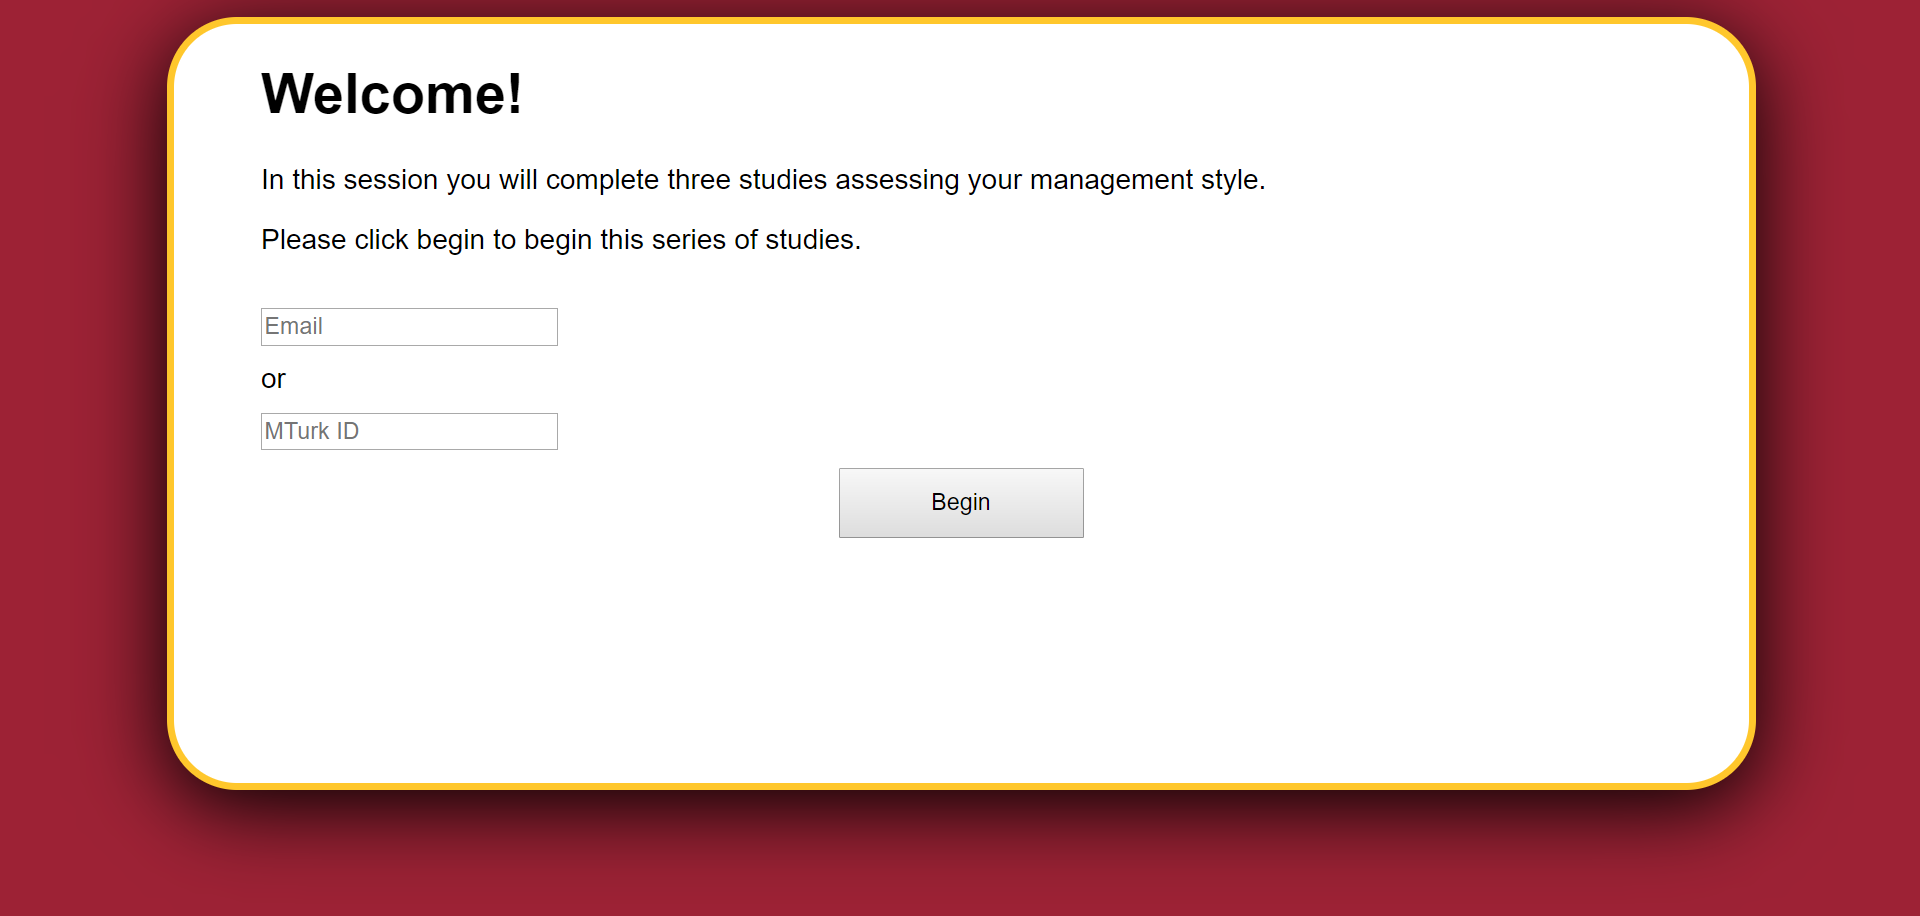 Welcome!
In this session you will complete three studies assessing your management style.
Please click begin to begin this series of studies.
Email
or
MTurk ID
Begin